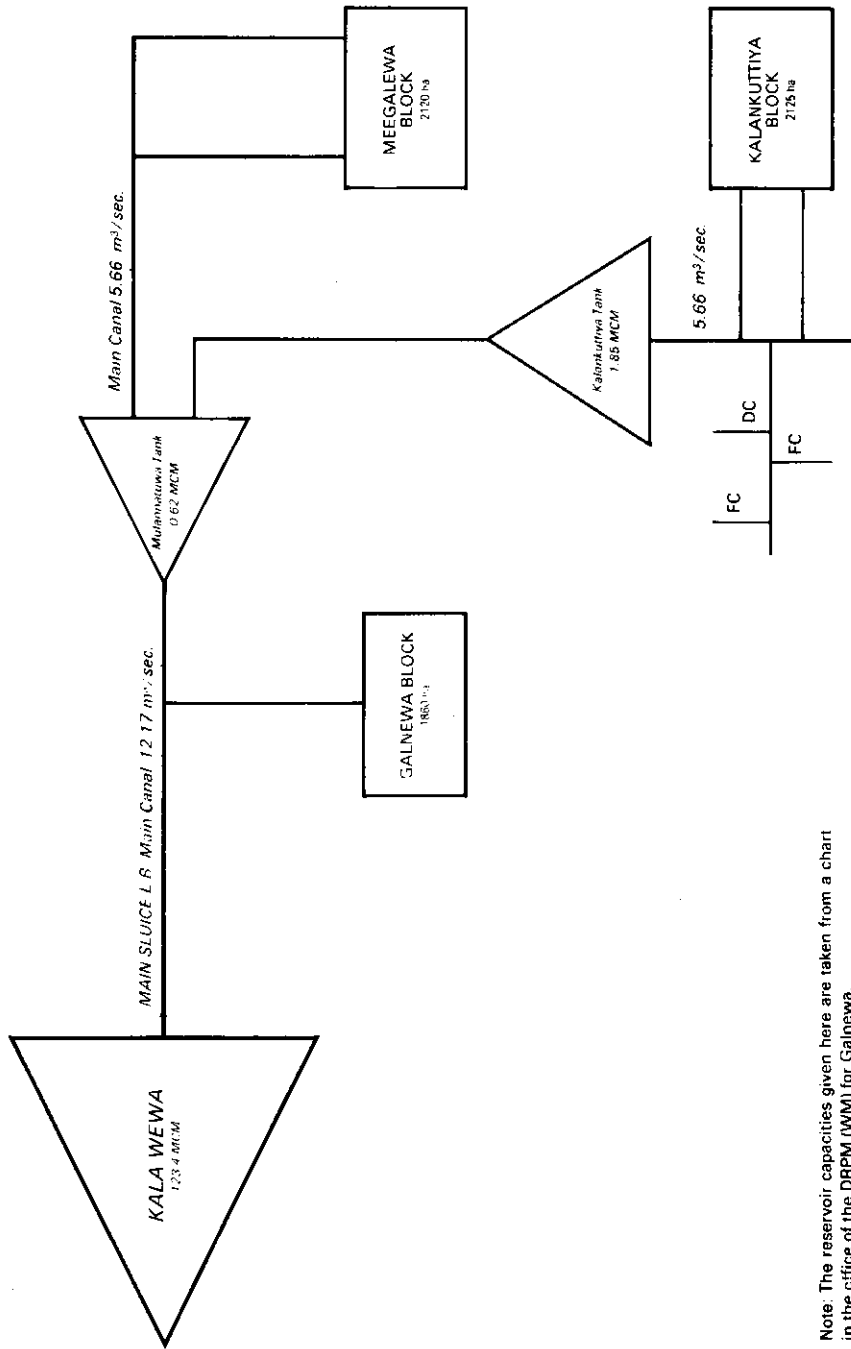 KALA WEWA
123.4 MCM
MAIN SLUICE L B Main Canal 12.17 m³/sec.
GALNEWA BLOCK
1860 ha
Mulannatuwa Tank
0.62 MCM
Main Canal 5.66 m³/sec.
MEEGALEWA
BLOCK
2120 ha
Kalankuttiya Tank
1.85 MCM
5.66 m³/sec.
KALANKUTTIYA
BLOCK
2125 ha
DC
FC
FC
Note: The reservoir capacities given here are taken from a chart
in the office of the DRPM (WM) for Galnewa